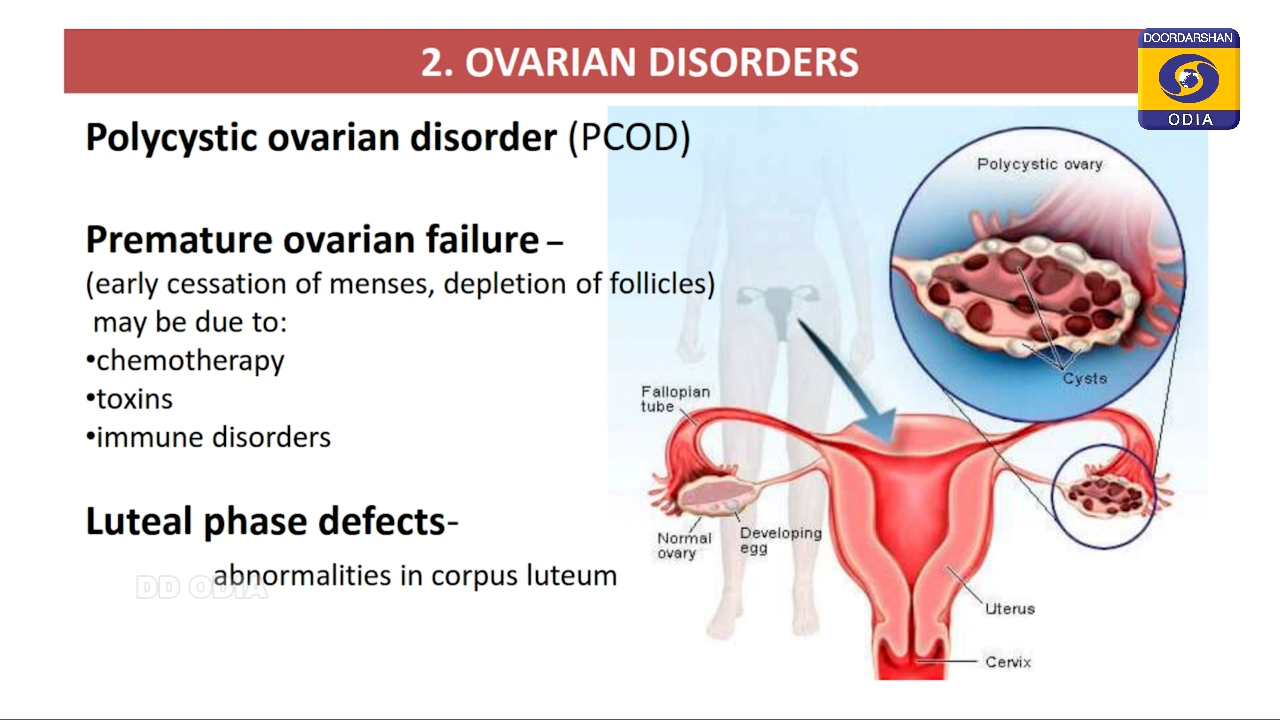 2. OVARIAN DISORDERS
DOORDARSHAN
ODIA
Polycystic ovarian disorder (PCOD)
Premature ovarian failure –
(early cessation of menses, depletion of follicles)
may be due to:
•chemotherapy
•toxins
•immune disorders
Luteal phase defects-
abnormalities in corpus luteum
DD ODIA
Polycystic ovary
Cysts
Fallopian
tube
Normal
ovary
Developing
egg
Uterus
Cervix